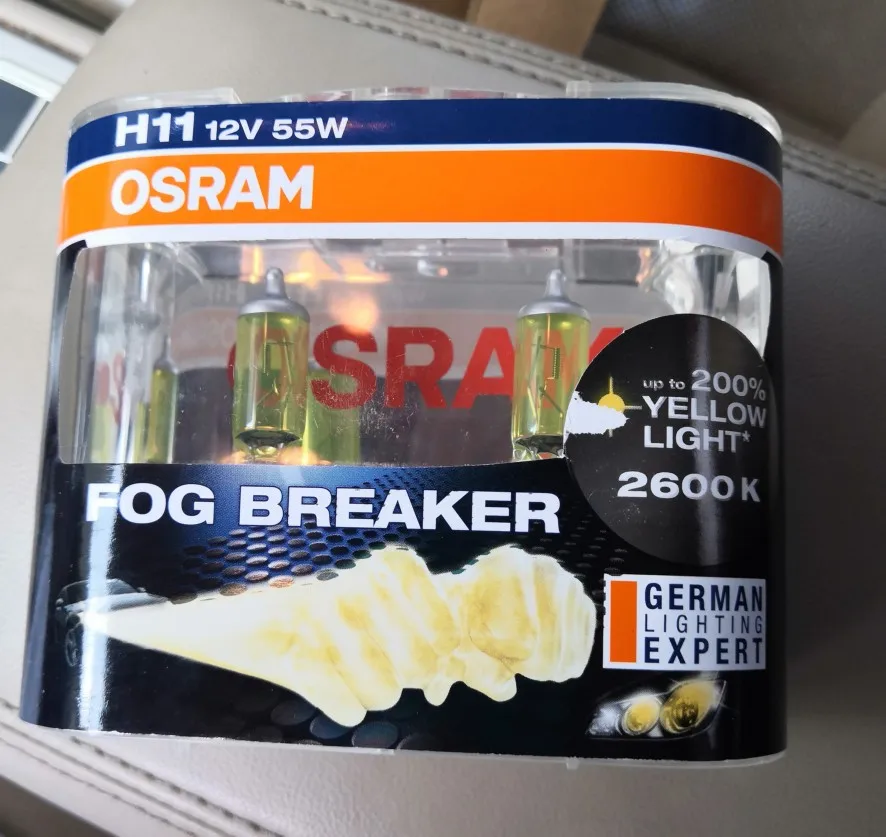 H11 12V 55W
OSRAM
OSRAM
up to 200%
YELLOW
LIGHT*
2600 K
FOG BREAKER
GERMAN
LIGHTING
EXPERT